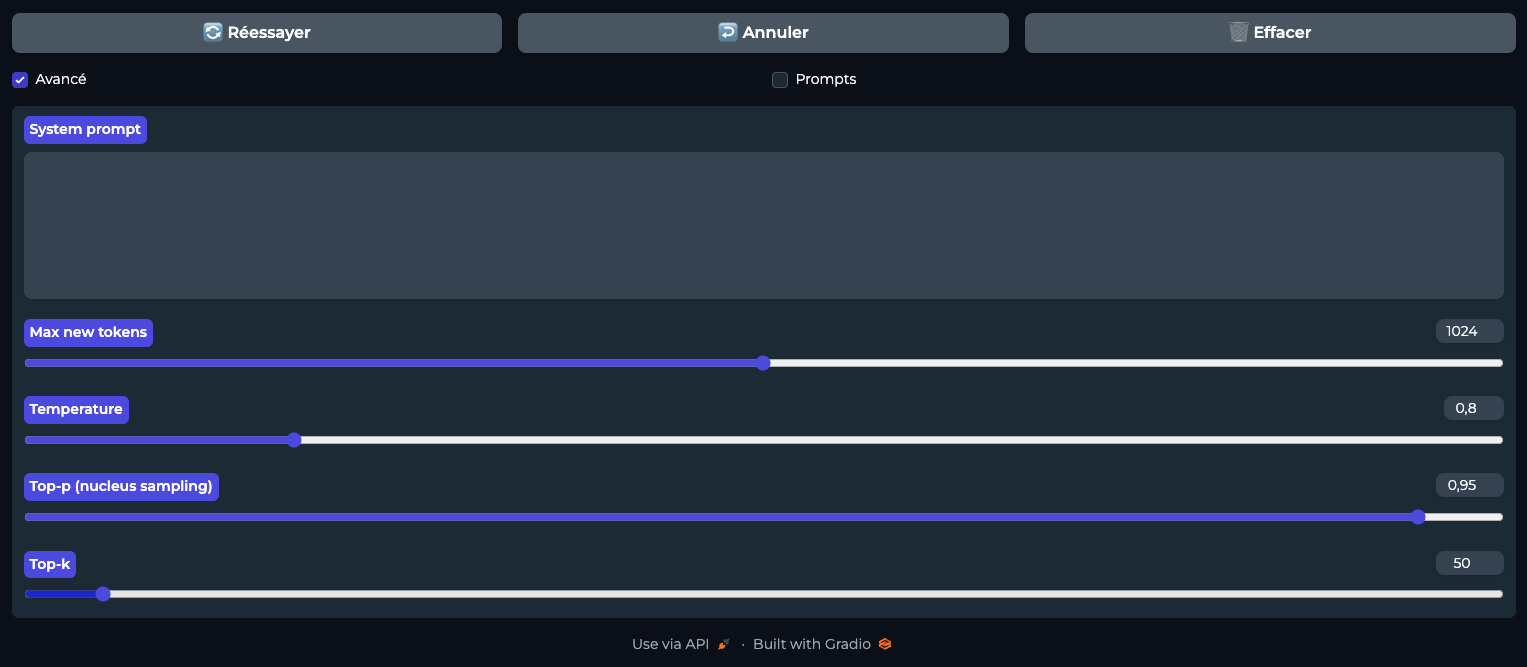 Réessayer
Annuler
Effacer
Avancé
Prompts
System prompt
Max new tokens
1024
Temperature
0,8
Top-p (nucleus sampling)
0,95
Top-k
50
Use via API · Built with Gradio